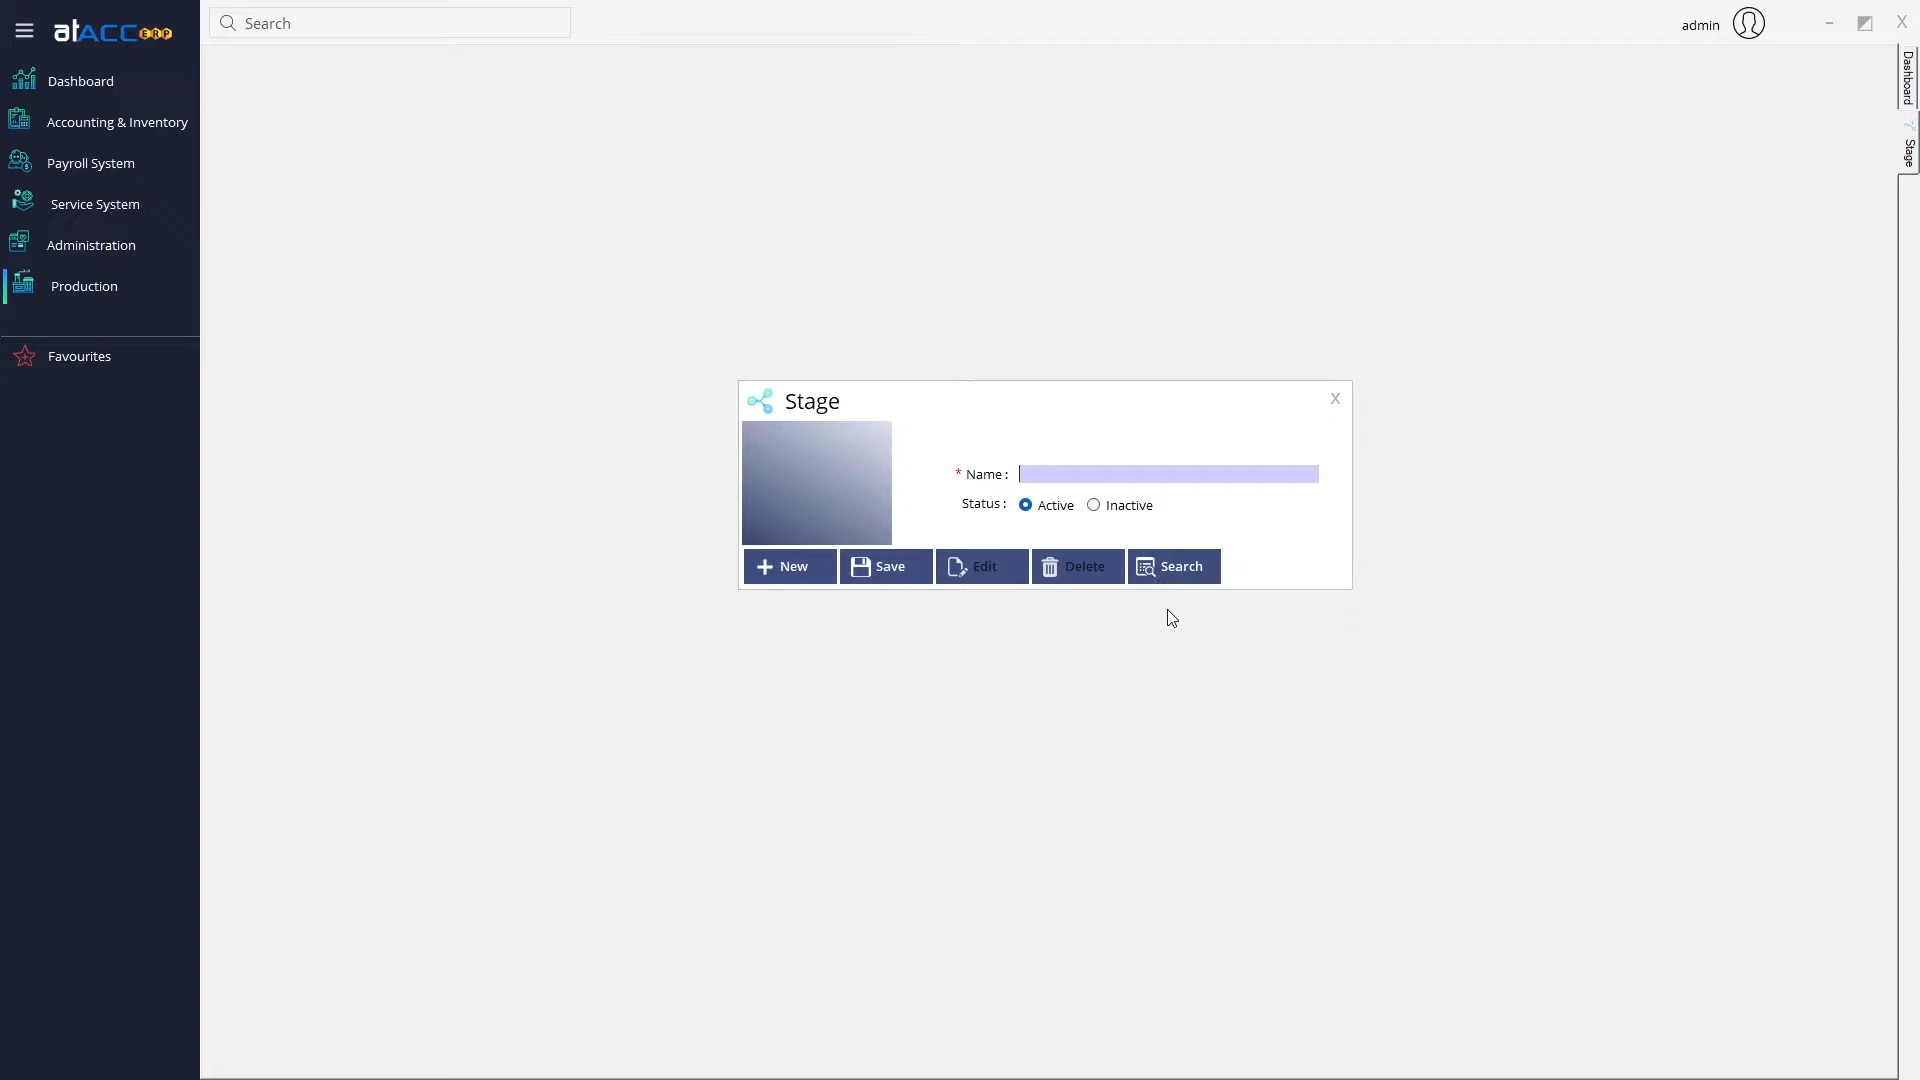 atACC ERP
Search
admin
X
Dashboard
Accounting & Inventory
Payroll System
Service System
Administration
Production
Favourites
Dashboard
Stage
Stage
X
* Name :
Status : Active Inactive
New Save Edit Delete Search